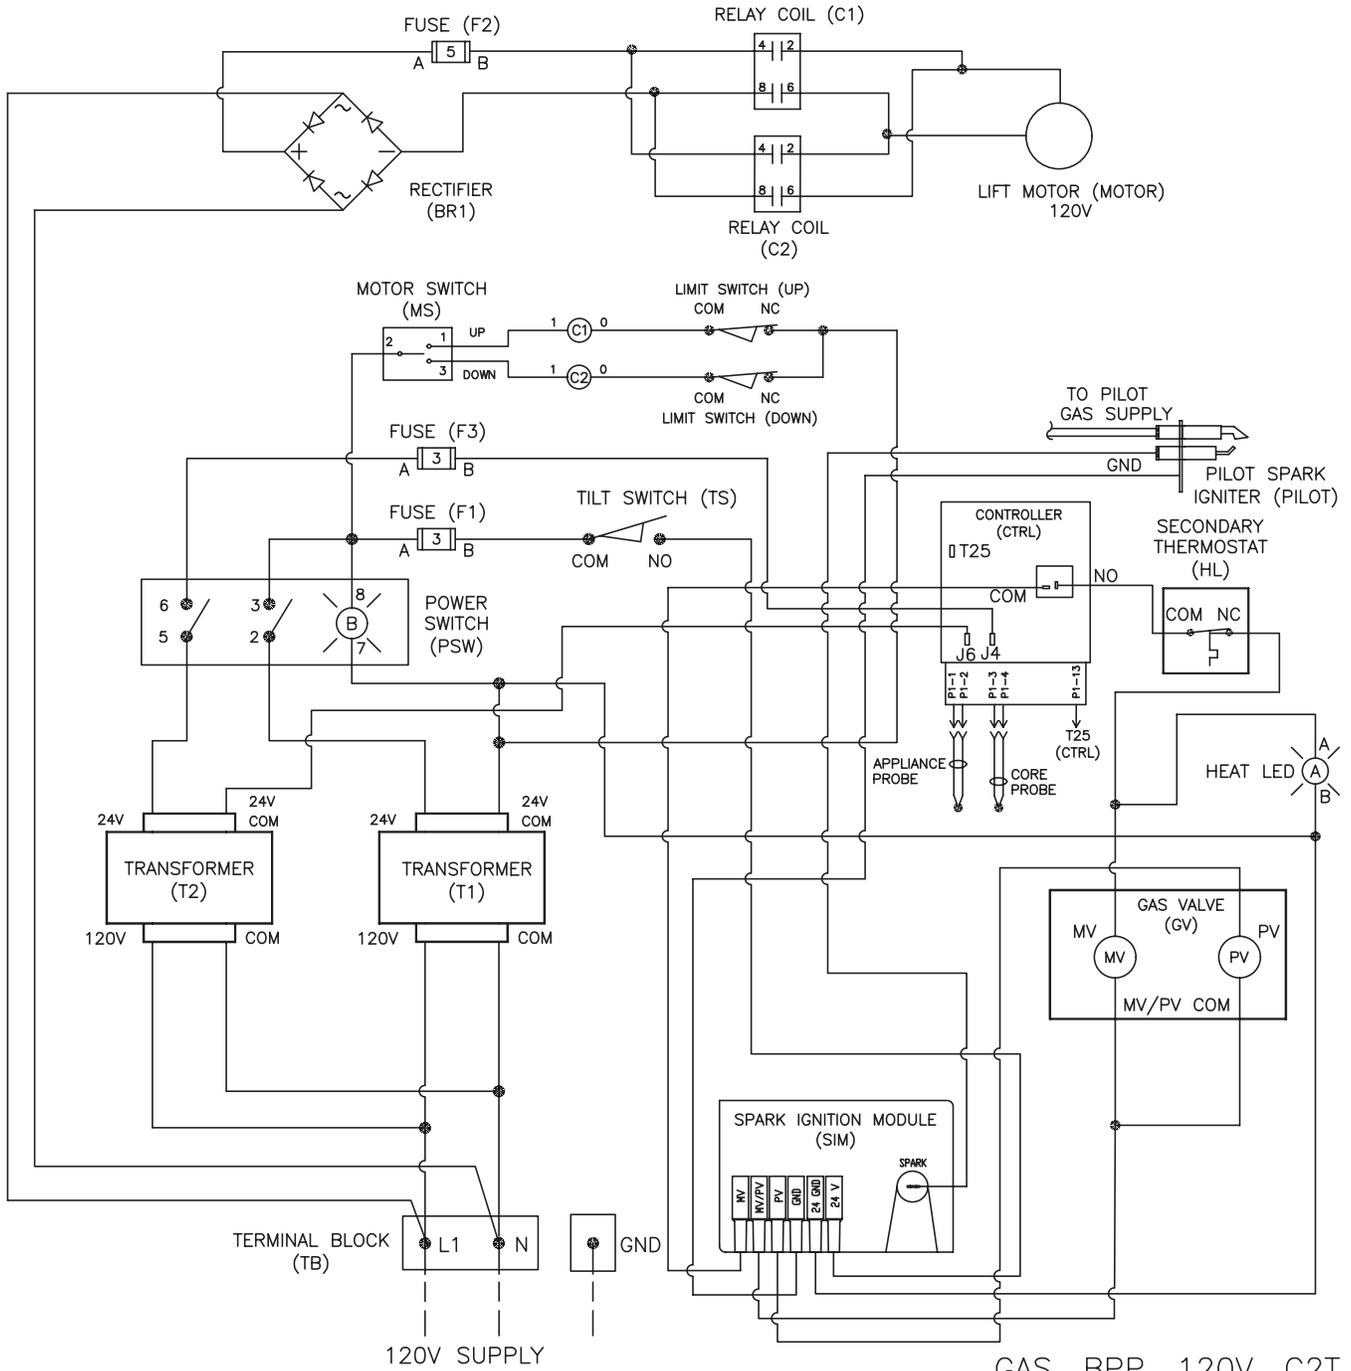 RELAY COIL (C1)
FUSE (F2)
5
A
B
4
2
8
6
4
2
8
6
~
+
−
~
RECTIFIER
(BR1)
RELAY COIL
(C2)
LIFT MOTOR (MOTOR)
120V
MOTOR SWITCH
(MS)
2
1
3
UP
DOWN
1
C1
0
1
C2
0
LIMIT SWITCH (UP)
COM
NC
COM
NC
LIMIT SWITCH (DOWN)
FUSE (F3)
A
3
B
FUSE (F1)
A
3
B
TILT SWITCH (TS)
COM
NO
TO PILOT
GAS SUPPLY
GND
PILOT SPARK
IGNITER (PILOT)
CONTROLLER
(CTRL)
T25
COM
NO
J6
J4
P1-1
P1-2
P1-3
P1-4
P1-13
T25
(CTRL)
APPLIANCE
PROBE
CORE
PROBE
SECONDARY
THERMOSTAT
(HL)
COM
NC
6
5
3
2
8
B
7
POWER
SWITCH
(PSW)
HEAT LED
A
A
B
24V
24V
COM
TRANSFORMER
(T2)
120V
COM
24V
24V
COM
TRANSFORMER
(T1)
120V
COM
GAS VALVE
(GV)
MV
MV
PV
PV
MV/PV COM
SPARK IGNITION MODULE
(SIM)
SPARK
MV
MV/PV
PV
GND
24 GND
24 V
TERMINAL BLOCK
(TB)
L1
N
GND
120V SUPPLY